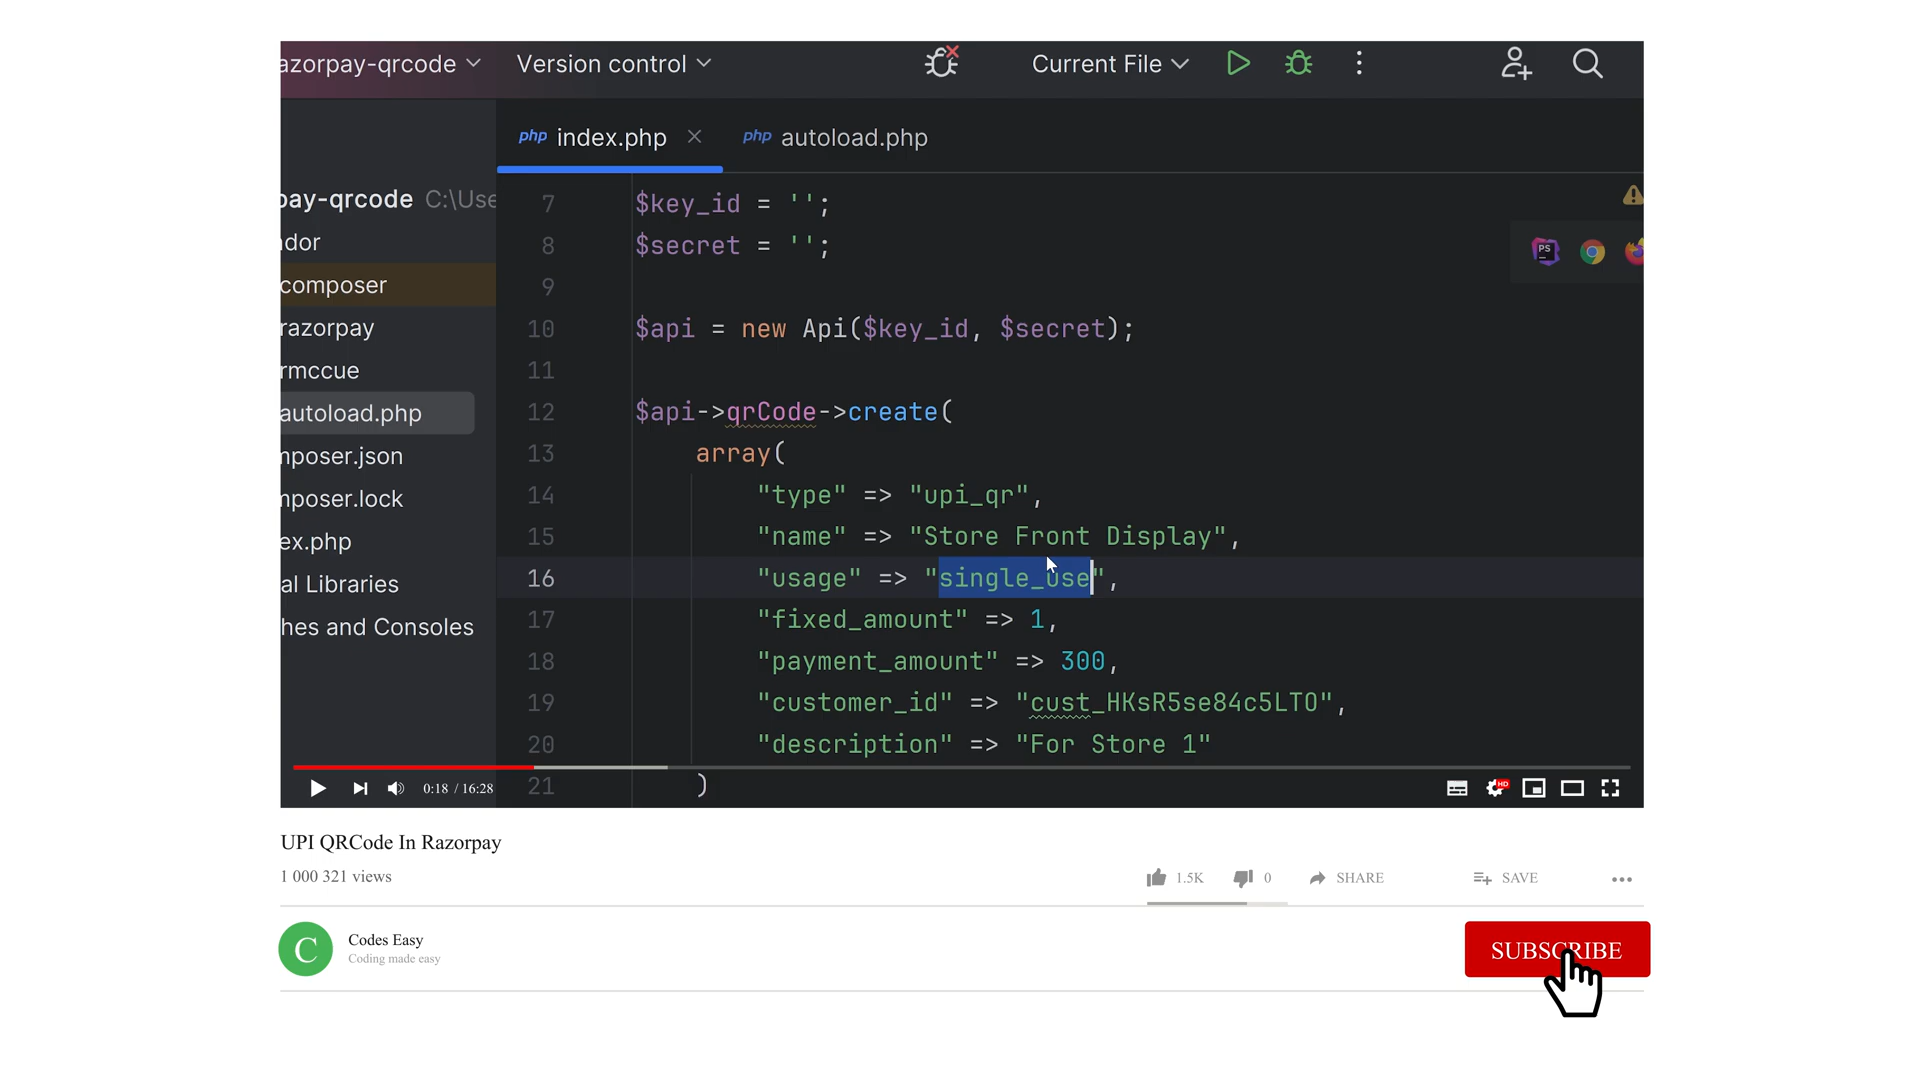 azorpay-qrcode
Version control
Current File
php index.php
php autoload.php
pay-qrcode C:\Use
dor
composer
razorpay
rmccue
autoload.php
mposer.json
mposer.lock
ex.php
al Libraries
hes and Consoles
7 $key_id = '';
8 $secret = '';
9
10 $api = new Api($key_id, $secret);
11
12 $api->qrCode->create(
13 array(
14 "type" => "upi_qr",
15 "name" => "Store Front Display",
16 "usage" => "single_use",
17 "fixed_amount" => 1,
18 "payment_amount" => 300,
19 "customer_id" => "cust_HKsR5se84c5LTO",
20 "description" => "For Store 1"
21 )
PS
0:18 / 16:28
HD
UPI QRCode In Razorpay
1 000 321 views
1.5K
0
SHARE
SAVE
C
Codes Easy
Coding made easy
SUBSCRIBE